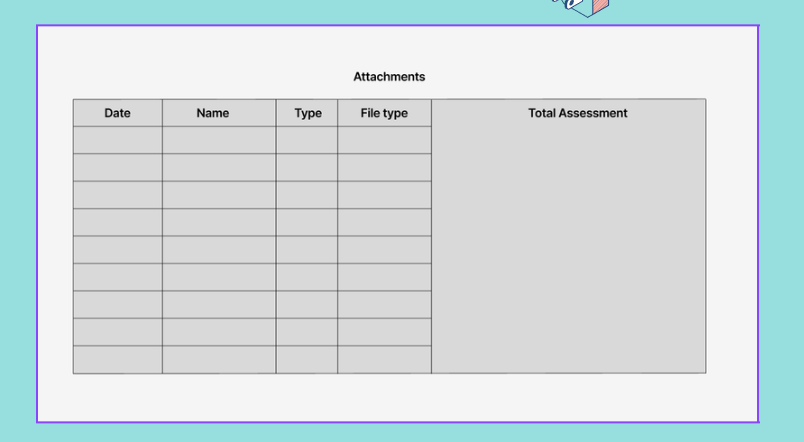 Attachments
Date Name Type File type Total Assessment